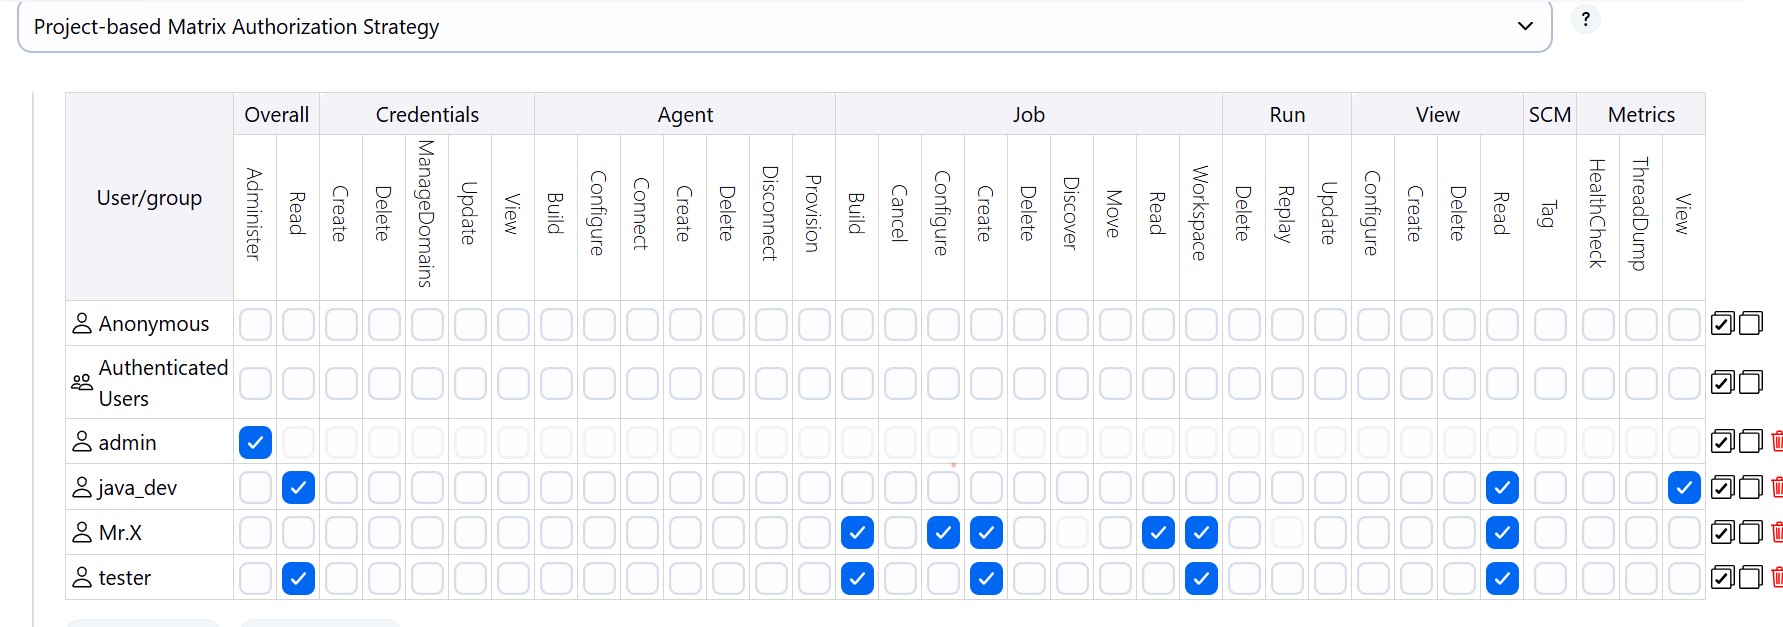 Project-based Matrix Authorization Strategy
?
User/group
Overall Credentials Agent Job Run View SCM Metrics
Administer Read Create Delete ManageDomains Update View Build Configure Connect Create Delete Disconnect Provision Build Cancel Configure Create Delete Discover Move Read Workspace Delete Replay Update Configure Create Delete Read Tag HealthCheck ThreadDump View
Anonymous
Authenticated
Users
admin
java_dev
Mr.X
tester